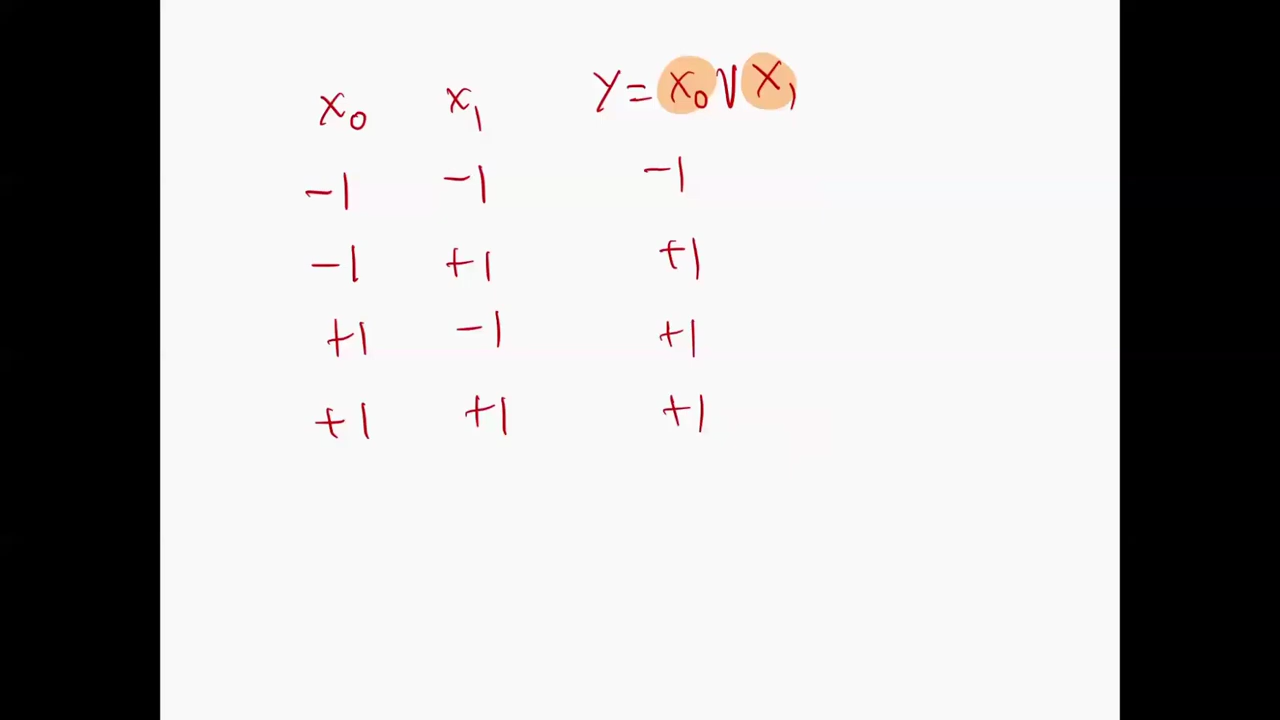 x₀ x₁ y = x₀ ∨ x₁
-1 -1 -1
-1 +1 +1
+1 -1 +1
+1 +1 +1